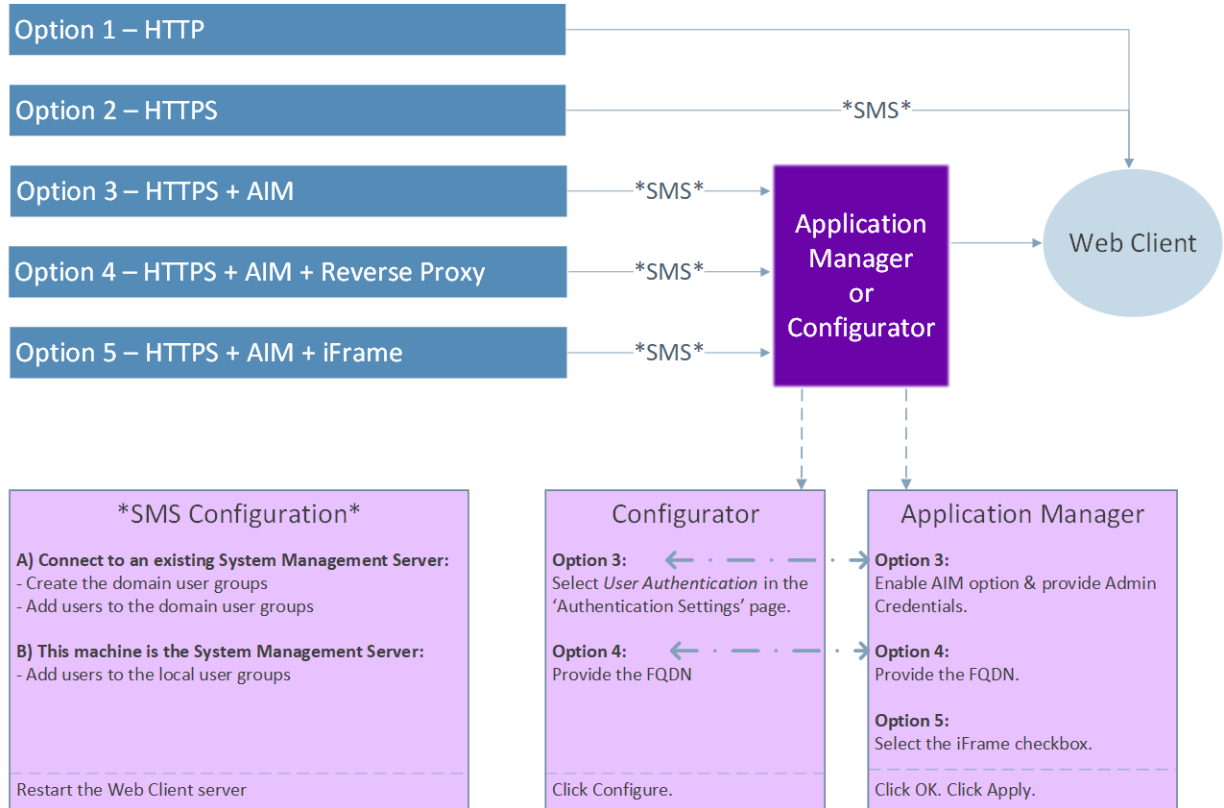 Option 1 – HTTP
Option 2 – HTTPS
*SMS*
Option 3 – HTTPS + AIM
*SMS*
Option 4 – HTTPS + AIM + Reverse Proxy
*SMS*
Option 5 – HTTPS + AIM + iFrame
*SMS*
Application
Manager
or
Configurator
Web Client
*SMS Configuration*
A) Connect to an existing System Management Server:
- Create the domain user groups
- Add users to the domain user groups
B) This machine is the System Management Server:
- Add users to the local user groups
Restart the Web Client server
Configurator
Option 3:
Select User Authentication in the
‘Authentication Settings’ page.
Option 4:
Provide the FQDN
Click Configure.
Application Manager
Option 3:
Enable AIM option & provide Admin
Credentials.
Option 4:
Provide the FQDN.
Option 5:
Select the iFrame checkbox.
Click OK. Click Apply.